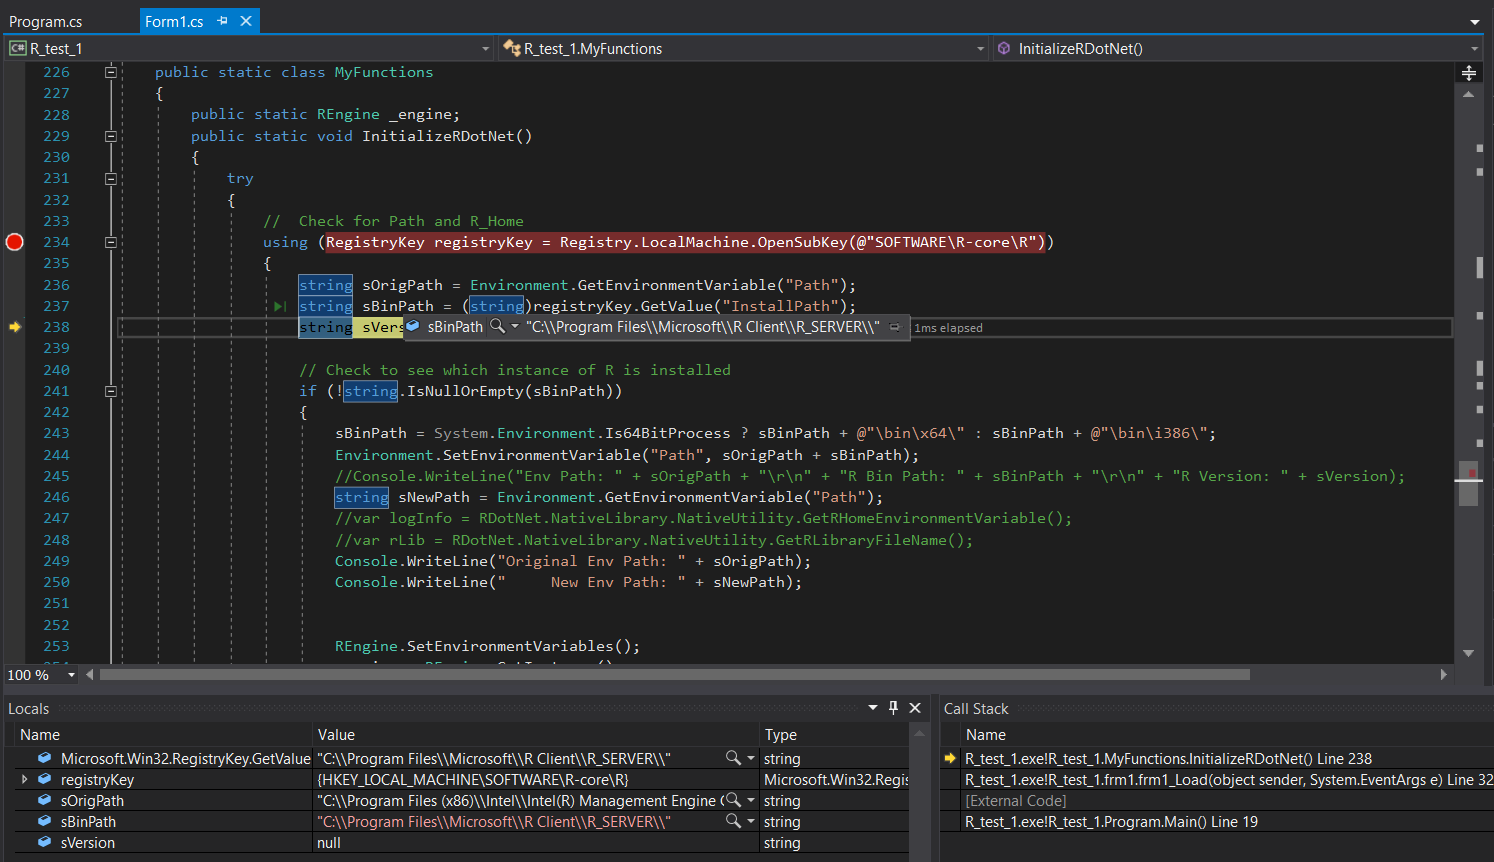 Program.cs Form1.cs
R_test_1 R_test_1.MyFunctions InitializeRDotNet()
226 public static class MyFunctions
227 {
228 public static REngine _engine;
229 public static void InitializeRDotNet()
230 {
231 try
232 {
233 // Check for Path and R_Home
234 using (RegistryKey registryKey = Registry.LocalMachine.OpenSubKey(@"SOFTWARE\R-core\R"))
235 {
236 string sOrigPath = Environment.GetEnvironmentVariable("Path");
237 string sBinPath = (string)registryKey.GetValue("InstallPath");
238 string sVers sBinPath "C:\\Program Files\\Microsoft\\R Client\\R_SERVER\\" 1ms elapsed
239
240 // Check to see which instance of R is installed
241 if (!string.IsNullOrEmpty(sBinPath))
242 {
243 sBinPath = System.Environment.Is64BitProcess ? sBinPath + @"\bin\x64\" : sBinPath + @"\bin\i386\";
244 Environment.SetEnvironmentVariable("Path", sOrigPath + sBinPath);
245 //Console.WriteLine("Env Path: " + sOrigPath + "\r\n" + "R Bin Path: " + sBinPath + "\r\n" + "R Version: " + sVersion);
246 string sNewPath = Environment.GetEnvironmentVariable("Path");
247 //var logInfo = RDotNet.NativeLibrary.NativeUtility.GetRHomeEnvironmentVariable();
248 //var rLib = RDotNet.NativeLibrary.NativeUtility.GetRLibraryFileName();
249 Console.WriteLine("Original Env Path: " + sOrigPath);
250 Console.WriteLine("     New Env Path: " + sNewPath);
251
252
253 REngine.SetEnvironmentVariables();
100 %
Locals
Name Value Type
Microsoft.Win32.RegistryKey.GetValue "C:\\Program Files\\Microsoft\\R Client\\R_SERVER\\" string
registryKey {HKEY_LOCAL_MACHINE\SOFTWARE\R-core\R} Microsoft.Win32.Regis
sOrigPath "C:\\Program Files (x86)\\Intel\\Intel(R) Management Engine string
sBinPath "C:\\Program Files\\Microsoft\\R Client\\R_SERVER\\" string
sVersion null string
Call Stack
Name
R_test_1.exe!R_test_1.MyFunctions.InitializeRDotNet() Line 238
R_test_1.exe!R_test_1.frm1.frm1_Load(object sender, System.EventArgs e) Line 32
[External Code]
R_test_1.exe!R_test_1.Program.Main() Line 19